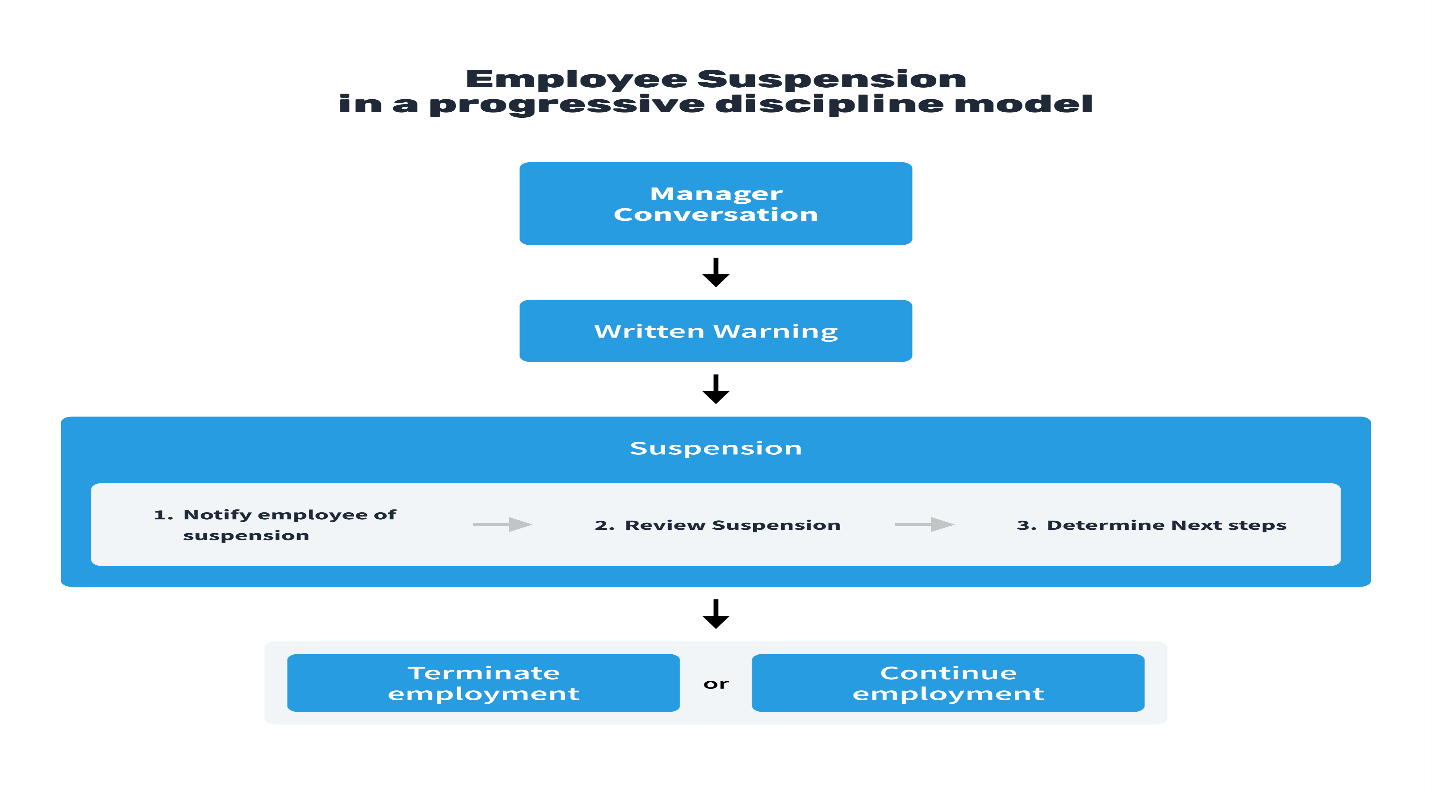 Employee Suspension
in a progressive discipline model
Manager
Conversation
Written Warning
Suspension
1. Notify employee of
suspension
2. Review Suspension
3. Determine Next steps
Terminate
employment
or
Continue
employment